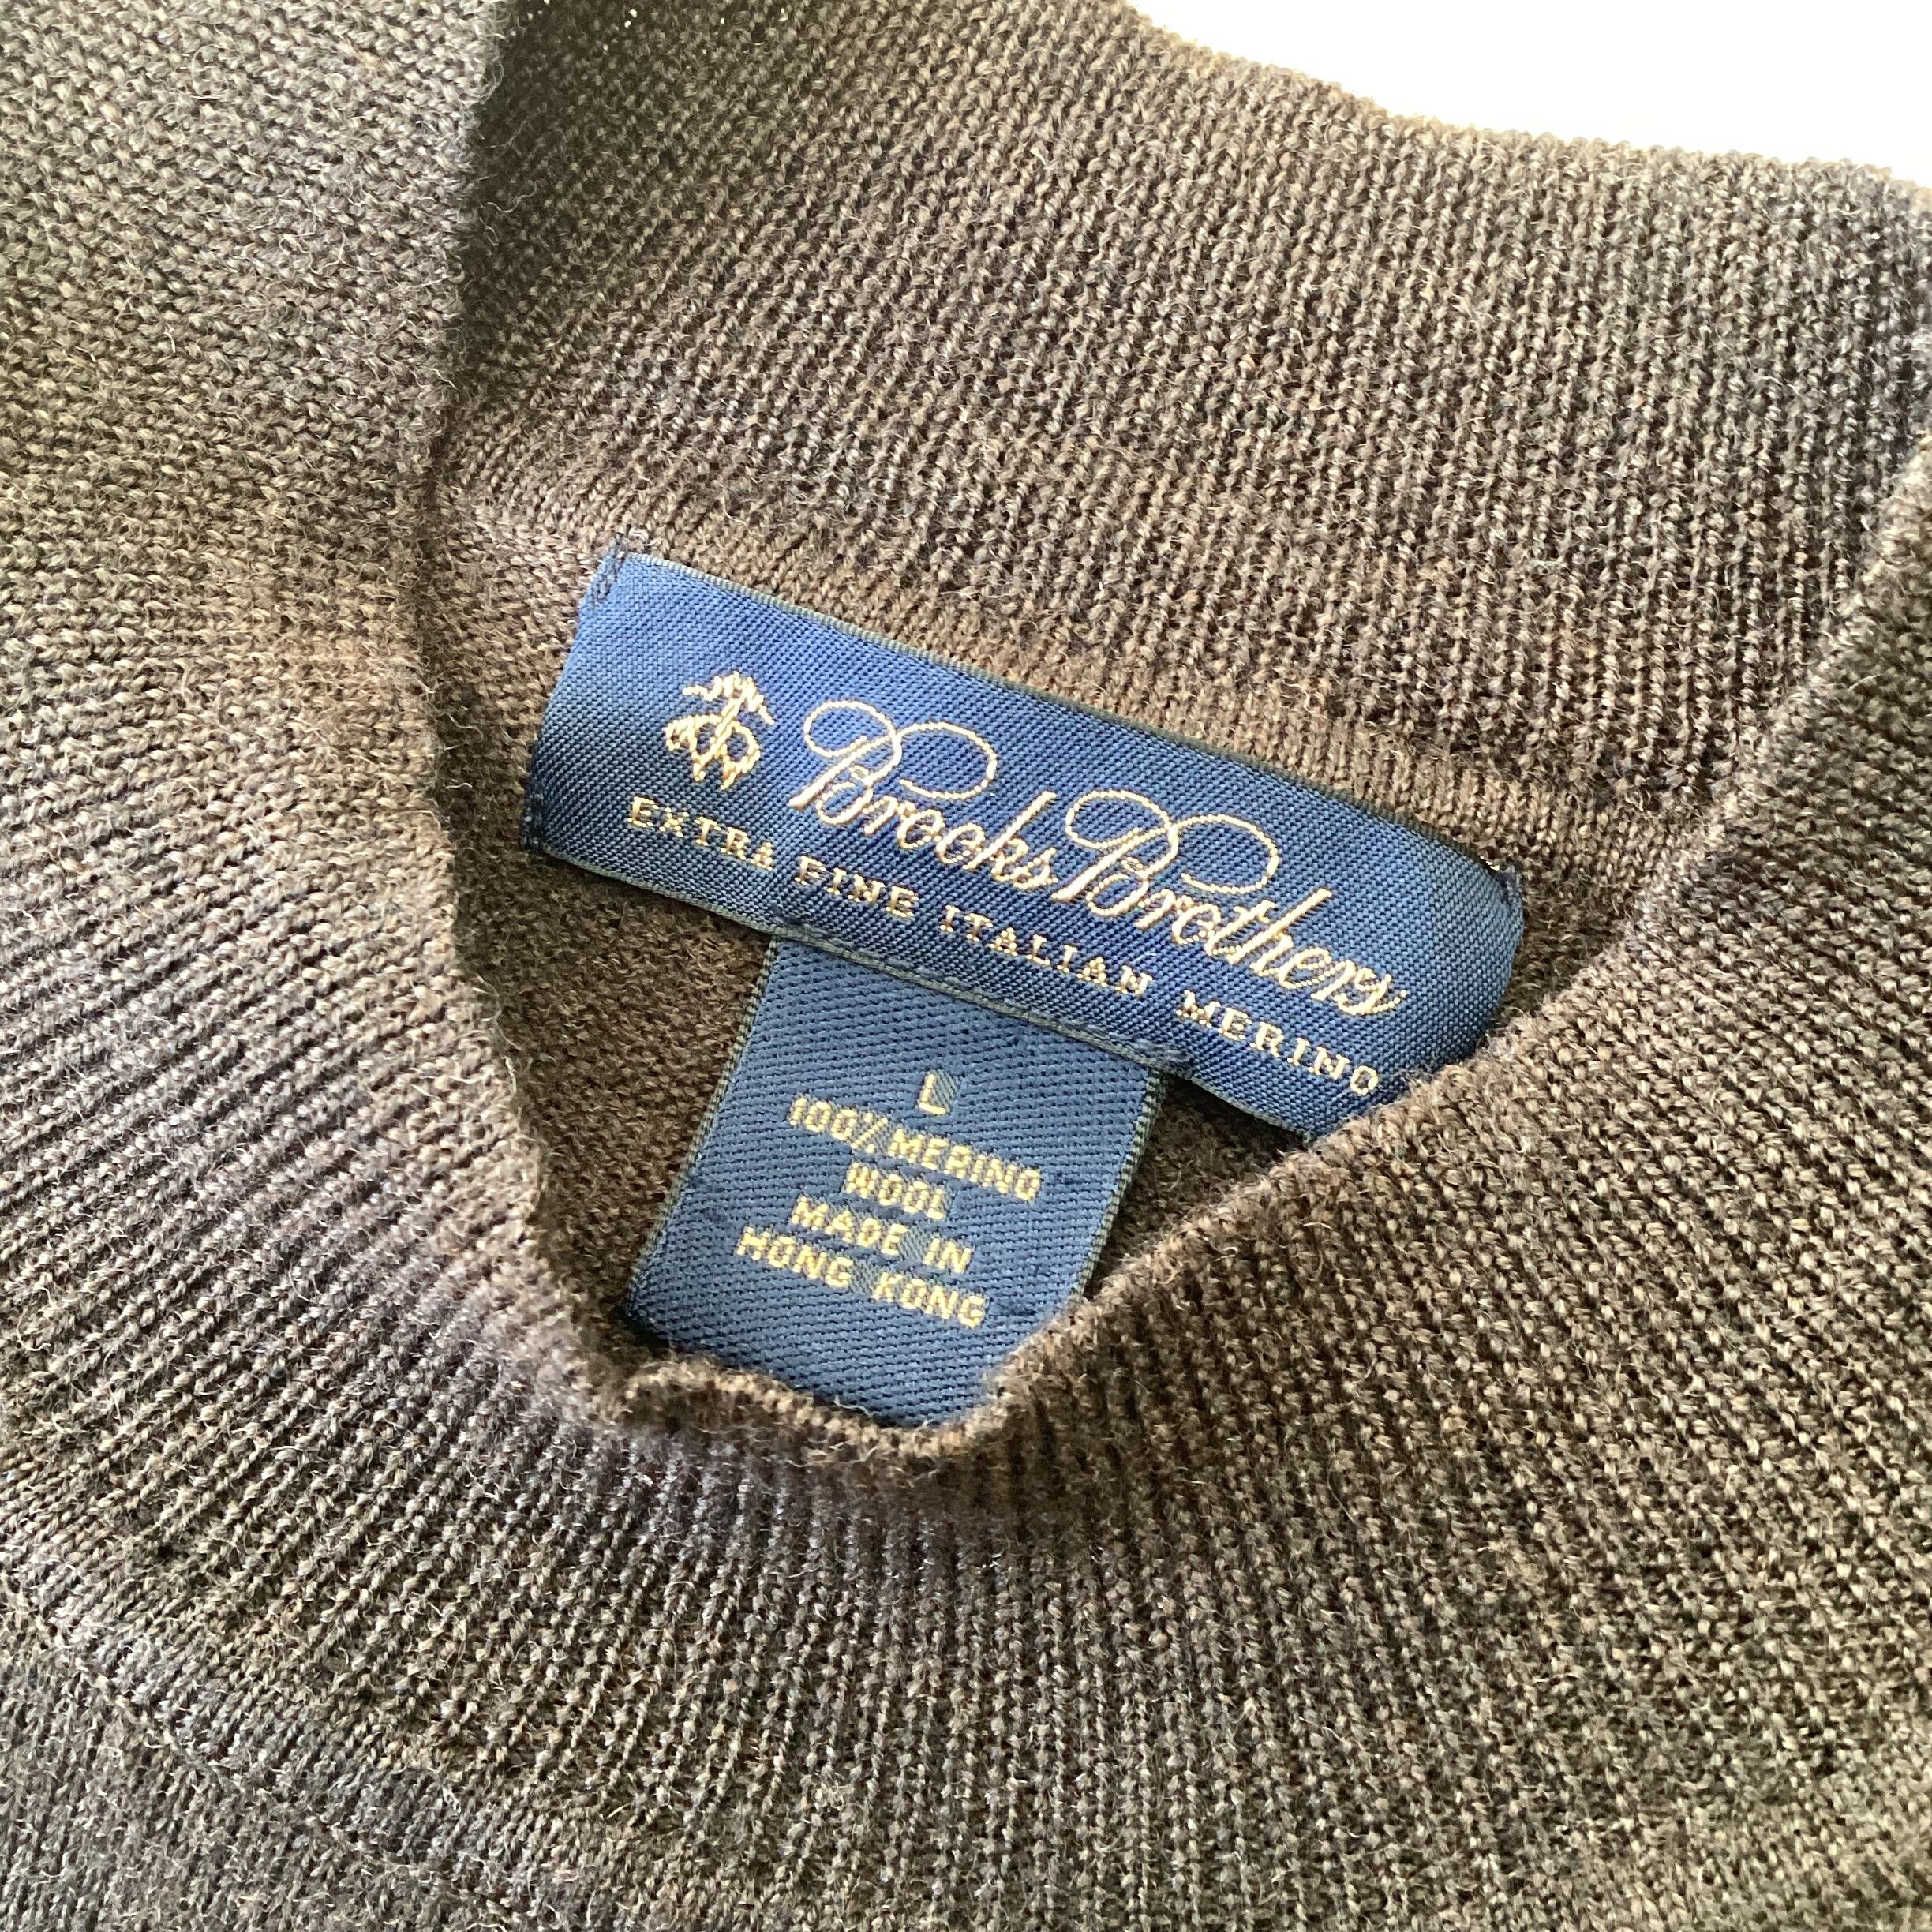 Brooks Brothers
EXTRA FINE ITALIAN MERINO
L
100% MERINO
WOOL
MADE IN
HONG KONG